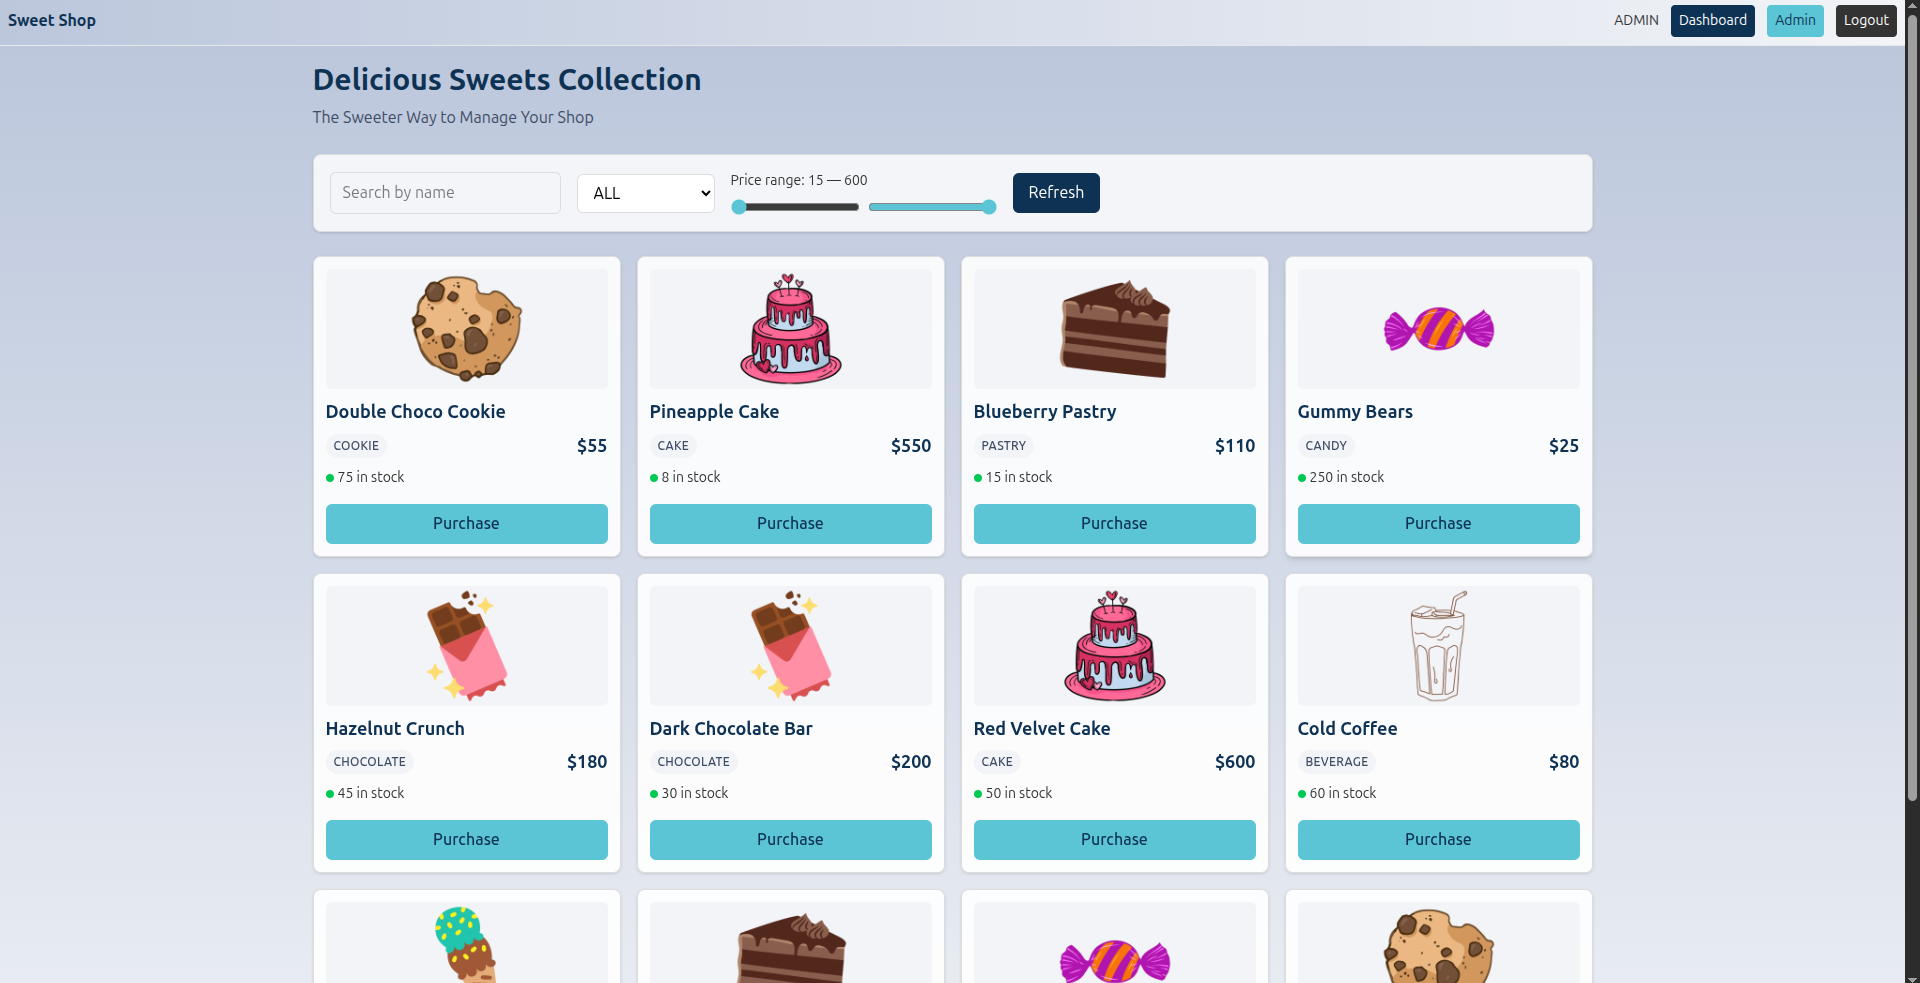 Sweet Shop
ADMIN Dashboard Admin Logout
Delicious Sweets Collection
The Sweeter Way to Manage Your Shop
Search by name
ALL
Price range: 15 — 600
Refresh
Double Choco Cookie
COOKIE $55
75 in stock
Purchase
Pineapple Cake
CAKE $550
8 in stock
Purchase
Blueberry Pastry
PASTRY $110
15 in stock
Purchase
Gummy Bears
CANDY $25
250 in stock
Purchase
Hazelnut Crunch
CHOCOLATE $180
45 in stock
Purchase
Dark Chocolate Bar
CHOCOLATE $200
30 in stock
Purchase
Red Velvet Cake
CAKE $600
50 in stock
Purchase
Cold Coffee
BEVERAGE $80
60 in stock
Purchase